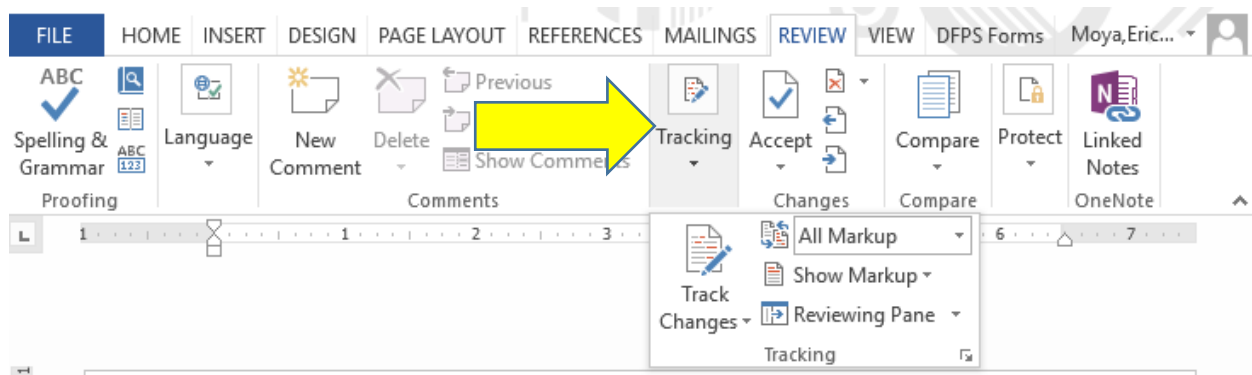 FILE HOME INSERT DESIGN PAGE LAYOUT REFERENCES MAILINGS REVIEW VIEW DFPS Forms Moya,Eric...
ABC
Spelling &
Grammar
ABC
123
Proofing
Language
New
Comment
Delete
Previous
Show Comments
Comments
Tracking
Accept
Changes
Compare
Compare
Protect
N
Linked
Notes
OneNote
L 1 1 2 3 6 7
Track
Changes
All Markup
Show Markup
Reviewing Pane
Tracking
1